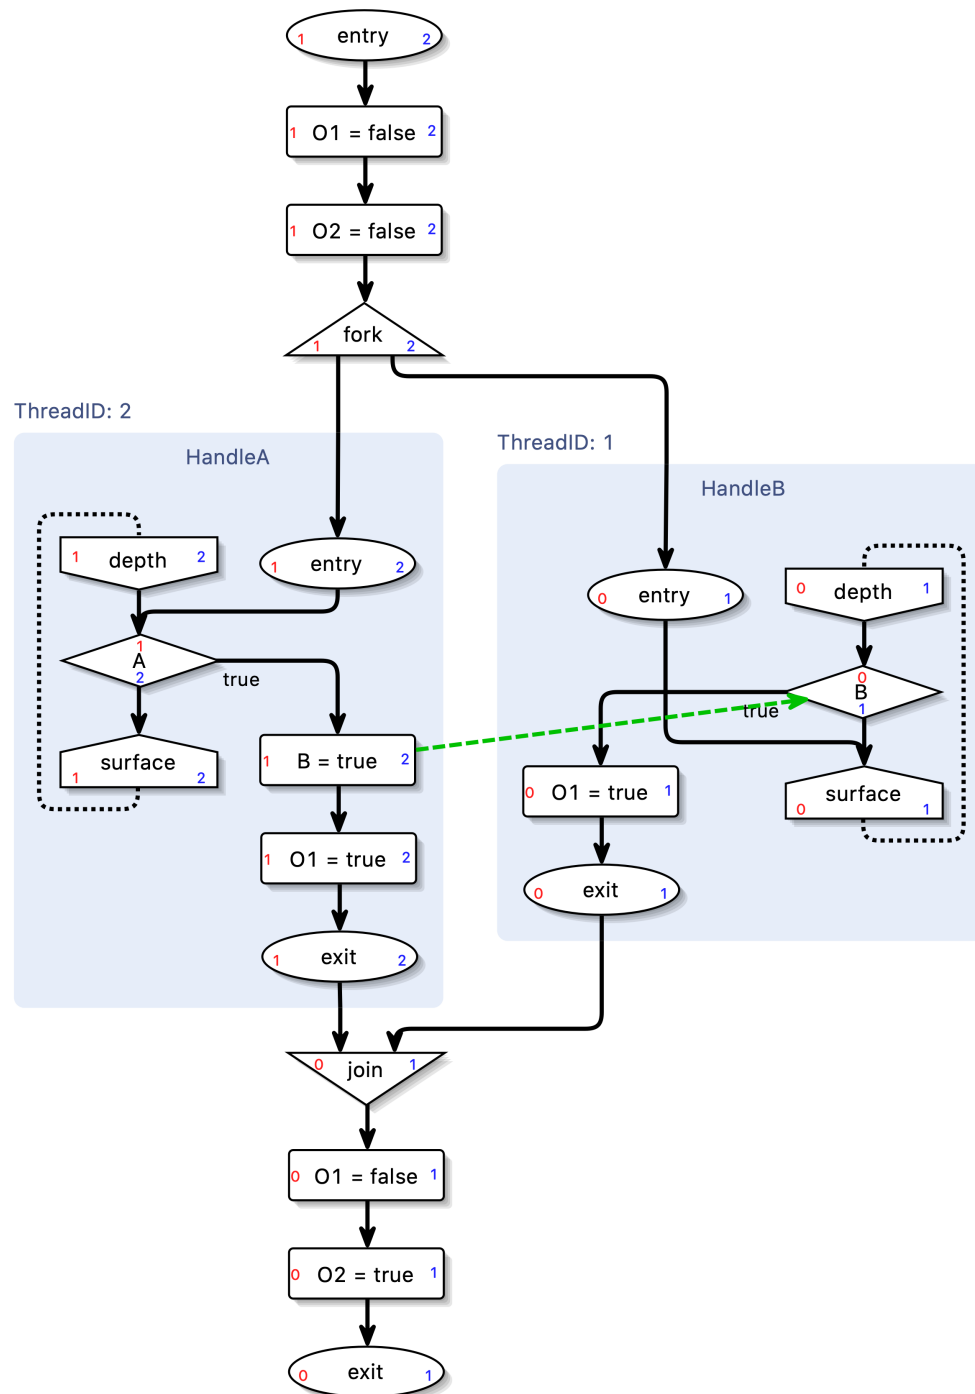 1 entry 2
1 O1 = false 2
1 O2 = false 2
fork
1 2
ThreadID: 2
HandleA
1 depth 2
1 entry 2
1
A
2
true
surface
1 2
1 B = true 2
1 O1 = true 2
1 exit 2
ThreadID: 1
HandleB
0 entry 1
0 depth 1
0
B
1
true
0 O1 = true 1
surface
0 1
0 exit 1
0 join 1
0 O1 = false 1
0 O2 = true 1
0 exit 1